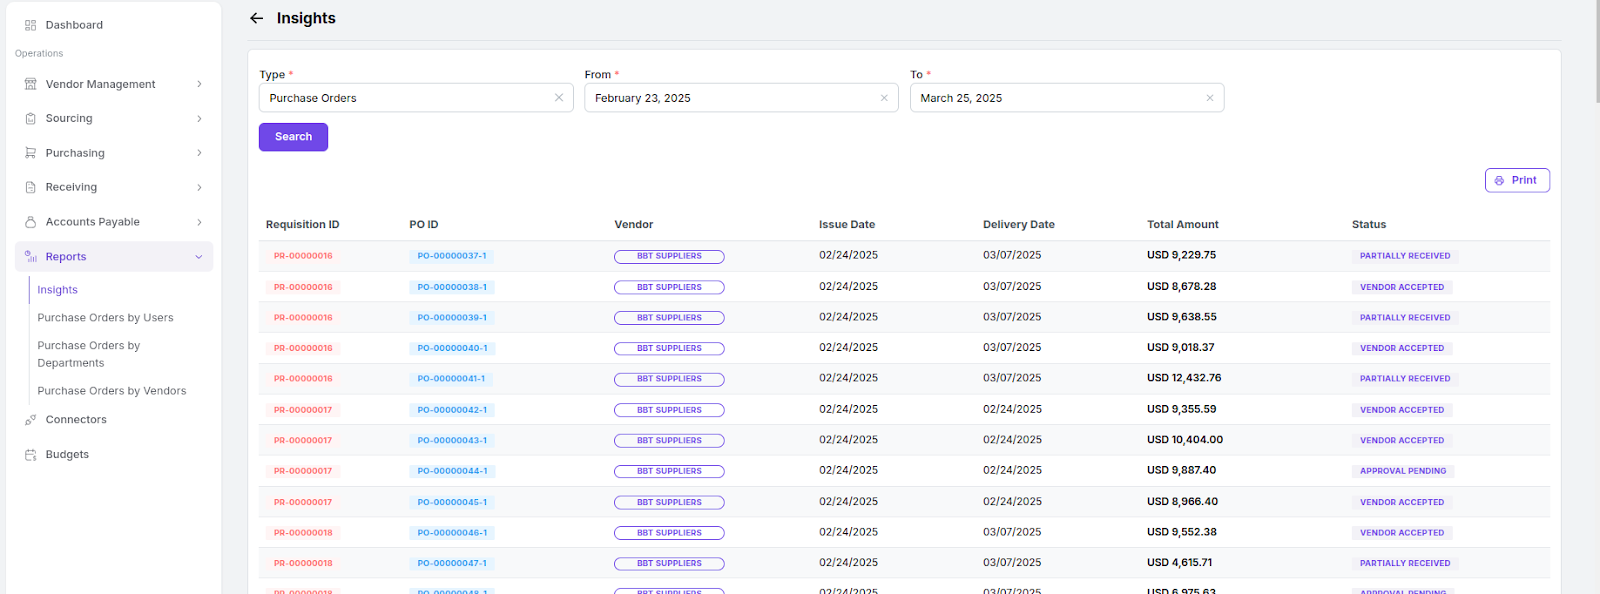 Dashboard
Operations
Vendor Management
Sourcing
Purchasing
Receiving
Accounts Payable
Reports
Insights
Purchase Orders by Users
Purchase Orders by
Departments
Purchase Orders by Vendors
Connectors
Budgets
Insights
Type * From * To *
Purchase Orders February 23, 2025 March 25, 2025
Search
Print
Requisition ID PO ID Vendor Issue Date Delivery Date Total Amount Status
PR-00000016 PO-00000037-1 BBT SUPPLIERS 02/24/2025 03/07/2025 USD 9,229.75 PARTIALLY RECEIVED
PR-00000016 PO-00000038-1 BBT SUPPLIERS 02/24/2025 03/07/2025 USD 8,678.28 VENDOR ACCEPTED
PR-00000016 PO-00000039-1 BBT SUPPLIERS 02/24/2025 03/07/2025 USD 9,638.55 PARTIALLY RECEIVED
PR-00000016 PO-00000040-1 BBT SUPPLIERS 02/24/2025 03/07/2025 USD 9,018.37 VENDOR ACCEPTED
PR-00000016 PO-00000041-1 BBT SUPPLIERS 02/24/2025 03/07/2025 USD 12,432.76 PARTIALLY RECEIVED
PR-00000017 PO-00000042-1 BBT SUPPLIERS 02/24/2025 02/24/2025 USD 9,355.59 VENDOR ACCEPTED
PR-00000017 PO-00000043-1 BBT SUPPLIERS 02/24/2025 02/24/2025 USD 10,404.00 VENDOR ACCEPTED
PR-00000017 PO-00000044-1 BBT SUPPLIERS 02/24/2025 02/24/2025 USD 9,887.40 APPROVAL PENDING
PR-00000017 PO-00000045-1 BBT SUPPLIERS 02/24/2025 02/24/2025 USD 8,966.40 VENDOR ACCEPTED
PR-00000018 PO-00000046-1 BBT SUPPLIERS 02/24/2025 03/07/2025 USD 9,552.38 VENDOR ACCEPTED
PR-00000018 PO-00000047-1 BBT SUPPLIERS 02/24/2025 03/07/2025 USD 4,615.71 PARTIALLY RECEIVED
PR-00000018 PO-00000048-1 BBT SUPPLIERS 02/24/2025 03/07/2025 USD 6,975.63 APPROVAL PENDING